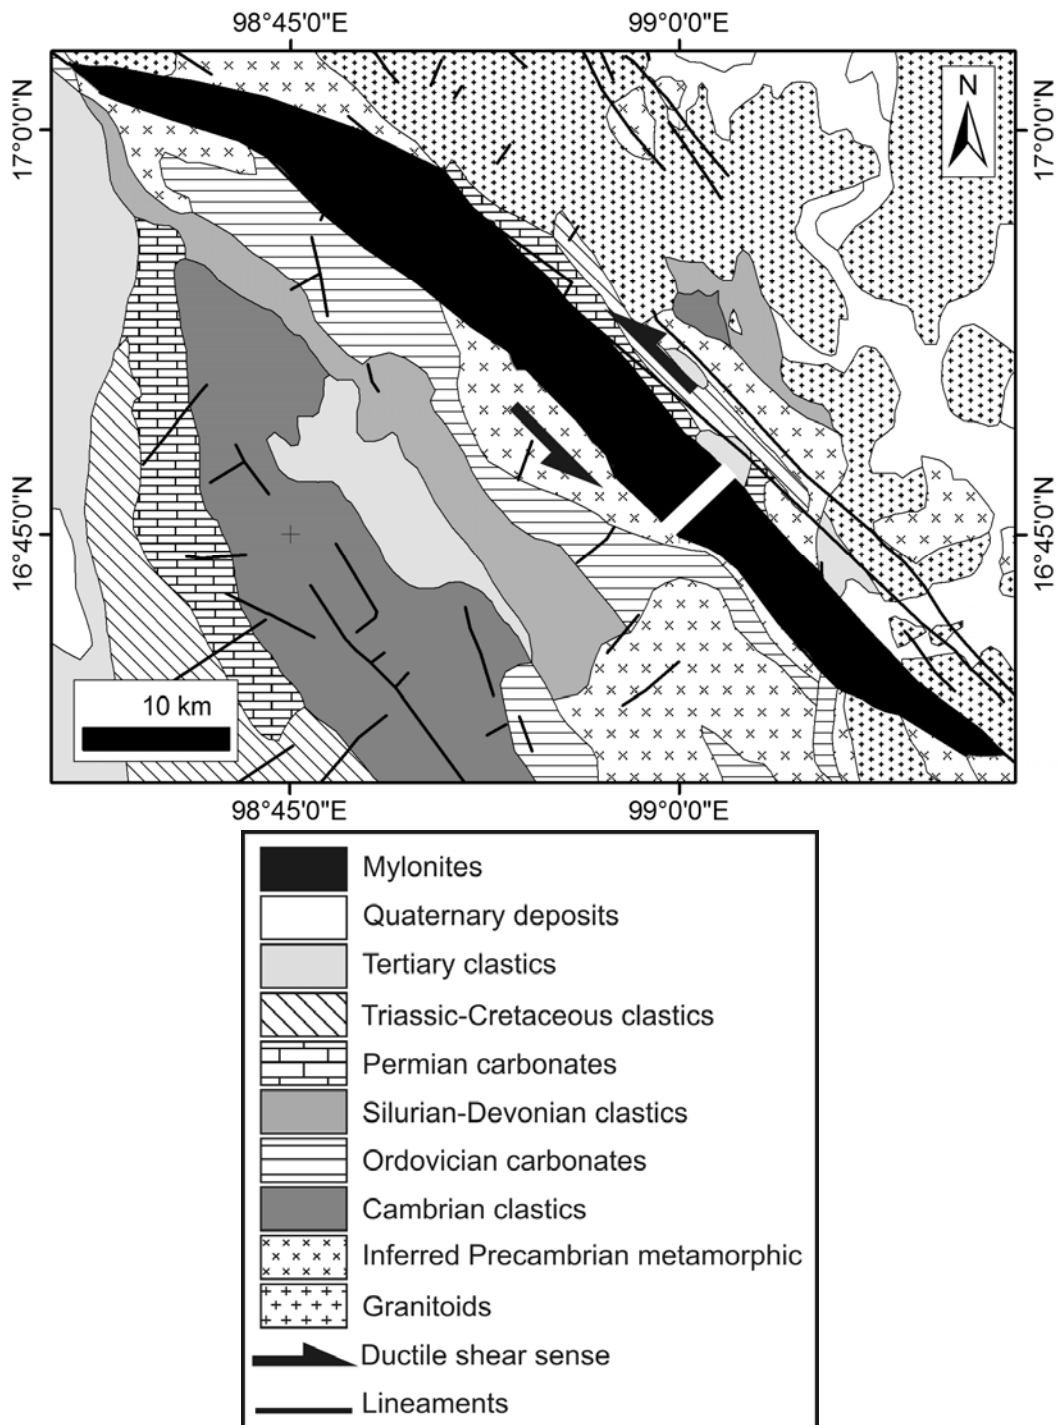 98°45'0"E
99°0'0"E
17°0'0"N
N
17°0'0"N
16°45'0"N
16°45'0"N
10 km
98°45'0"E
99°0'0"E
Mylonites
Quaternary deposits
Tertiary clastics
Triassic-Cretaceous clastics
Permian carbonates
Silurian-Devonian clastics
Ordovician carbonates
Cambrian clastics
Inferred Precambrian metamorphic
Granitoids
Ductile shear sense
Lineaments